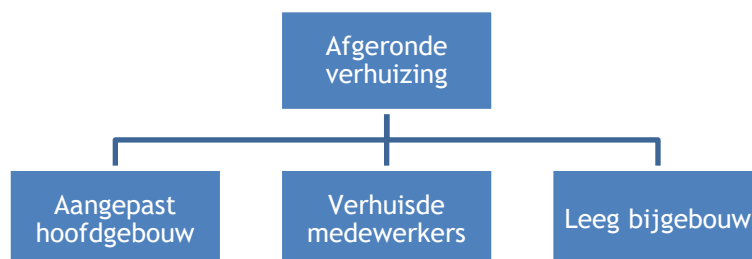 Afgeronde
verhuizing
Aangepast
hoofdgebouw
Verhuisde
medewerkers
Leeg bijgebouw